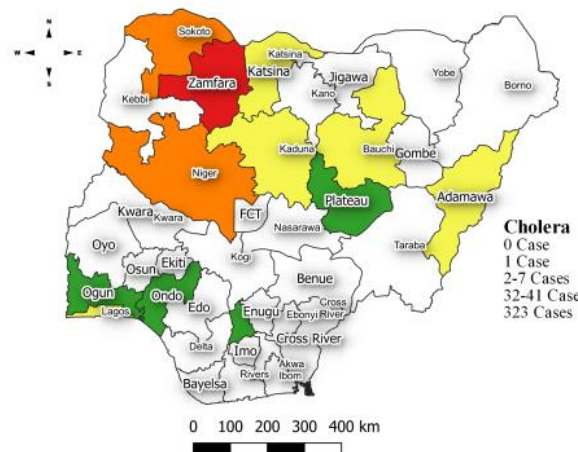 N
W E
S
Sokoto
Katsina
Zamfara
Katsina
Jigawa
Yobe
Kano
Borno
Kebbi
Kaduna
Bauchi
Gombe
Niger
Plateau
Adamawa
Kwara
Kwara
FCT
Nasarawa
Oyo
Kogi
Taraba
Osun
Ekiti
Benue
Ogun
Ondo
Lagos
Edo
Enugu
Ebonyi
Cross
River
Delta
Imo
Cross River
Bayelsa
Rivers
Akwa
Ibom
Cholera
0 Case
1 Case
2-7 Cases
32-41 Case
323 Cases
0 100 200 300 400 km